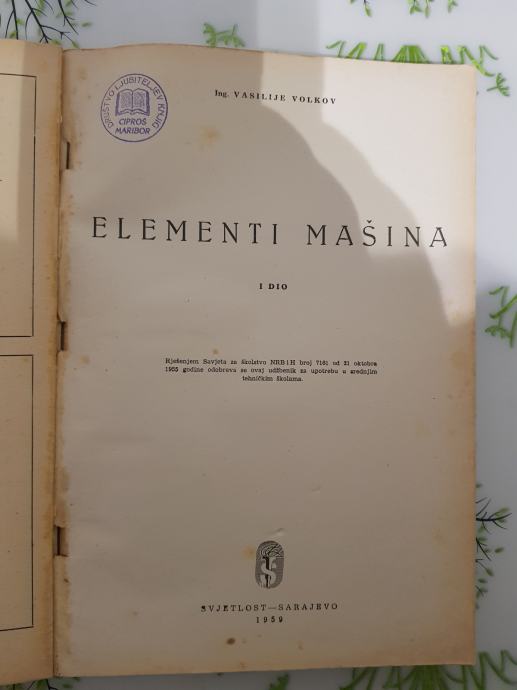 Ing. VASILIJE VOLKOV
DRUŠTVO LJUBITELJEV KNJIG
CIPROŠ
MARIBOR
ELEMENTI MAŠINA
I DIO
Rješenjem Savjeta za školstvo NRBiH broj 7161 od 21 oktobra
1955 godine odobrava se ovaj udžbenik za upotrebu u srednjim
tehničkim školama.
S
SVJETLOST—SARAJEVO
1959